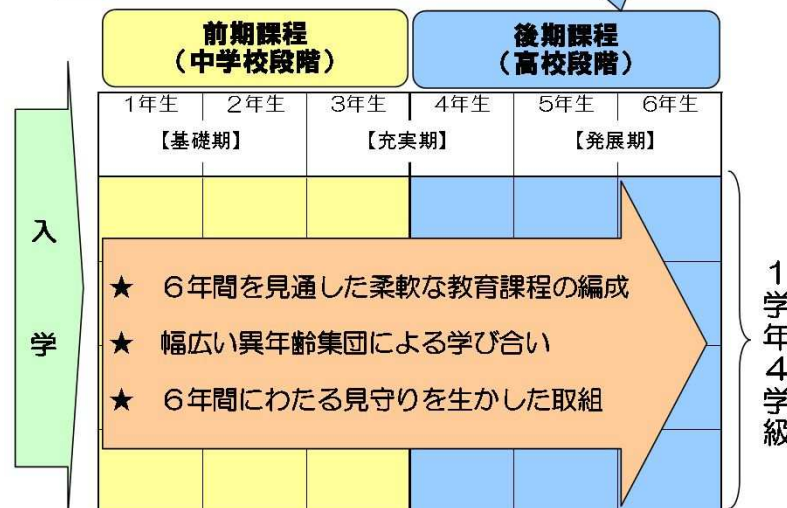 前期課程
（中学校段階）
後期課程
（高校段階）
1年生 2年生 3年生 4年生 5年生 6年生
【基礎期】 【充実期】 【発展期】
入学
★ 6年間を見通した柔軟な教育課程の編成
★ 幅広い異年齢集団による学び合い
★ 6年間にわたる見守りを生かした取組
1学年4学級